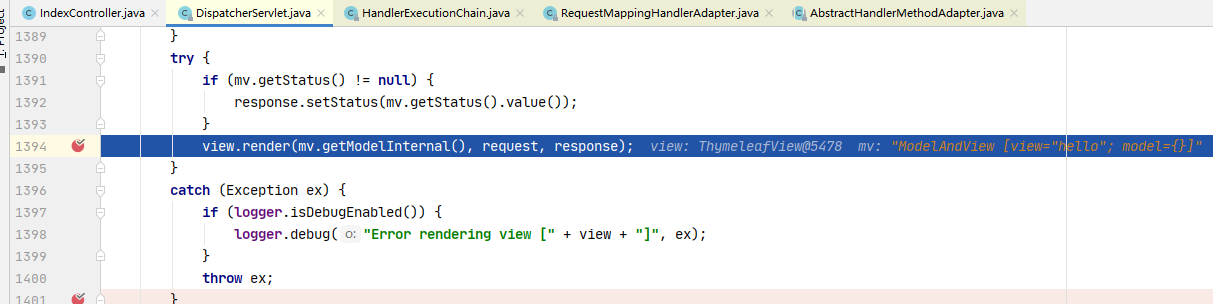 IndexController.java DispatcherServlet.java HandlerExecutionChain.java RequestMappingHandlerAdapter.java AbstractHandlerMethodAdapter.java
1: Project
1389 }
1390 try {
1391 if (mv.getStatus() != null) {
1392 response.setStatus(mv.getStatus().value());
1393 }
1394 view.render(mv.getModelInternal(), request, response); view: ThymeleafView@5478 mv: "ModelAndView [view="hello"; model={}]"
1395 }
1396 catch (Exception ex) {
1397 if (logger.isDebugEnabled()) {
1398 logger.debug( o: "Error rendering view [" + view + "]", ex);
1399 }
1400 throw ex;
1401 }